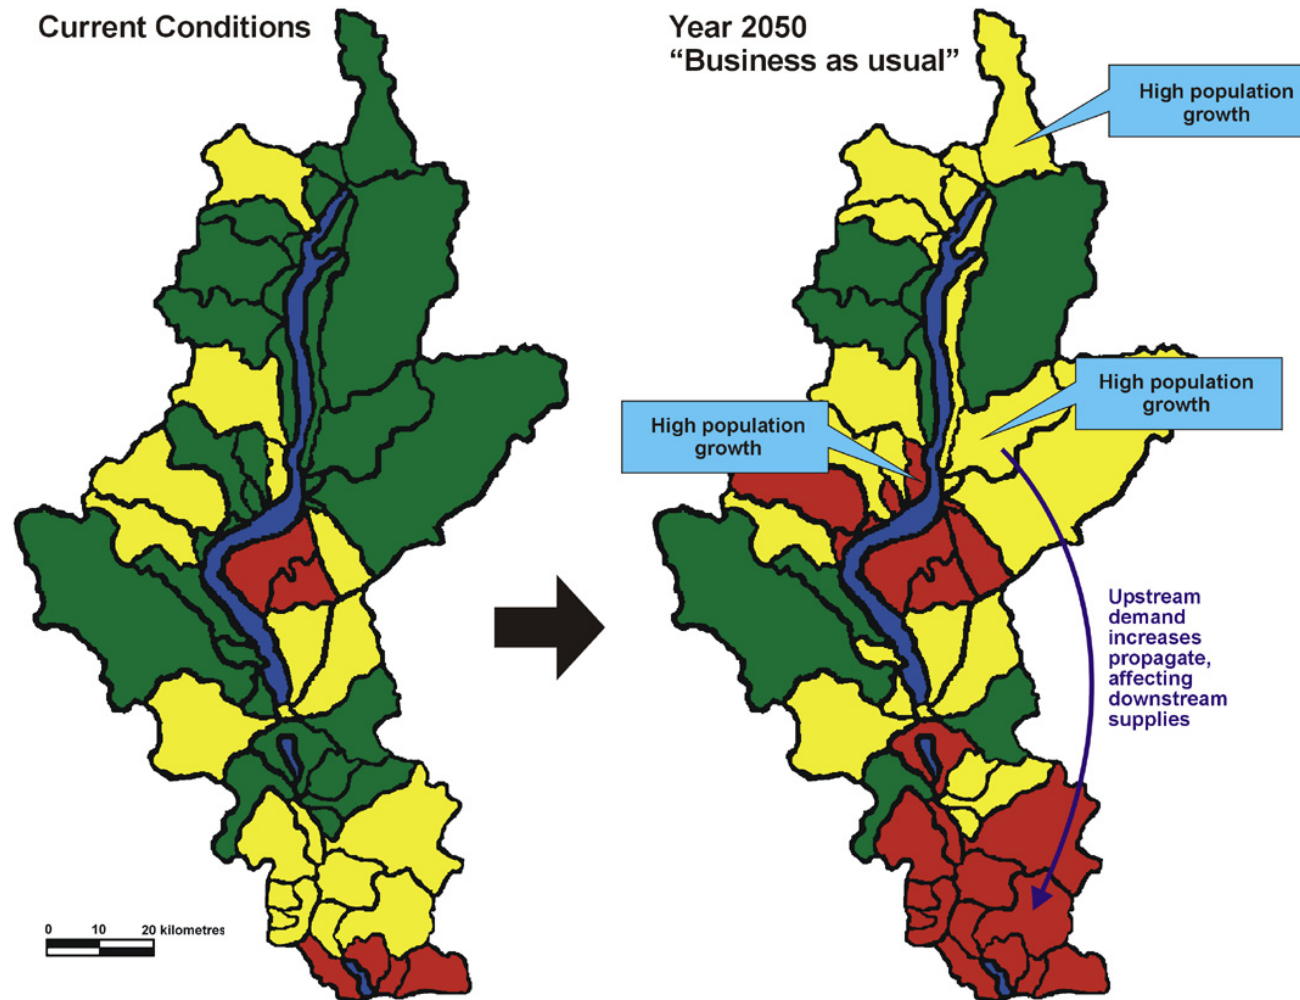 Current Conditions
Year 2050
“Business as usual”
High population
growth
High population
growth
High population
growth
Upstream
demand
increases
propagate,
affecting
downstream
supplies
0 10 20 kilometres